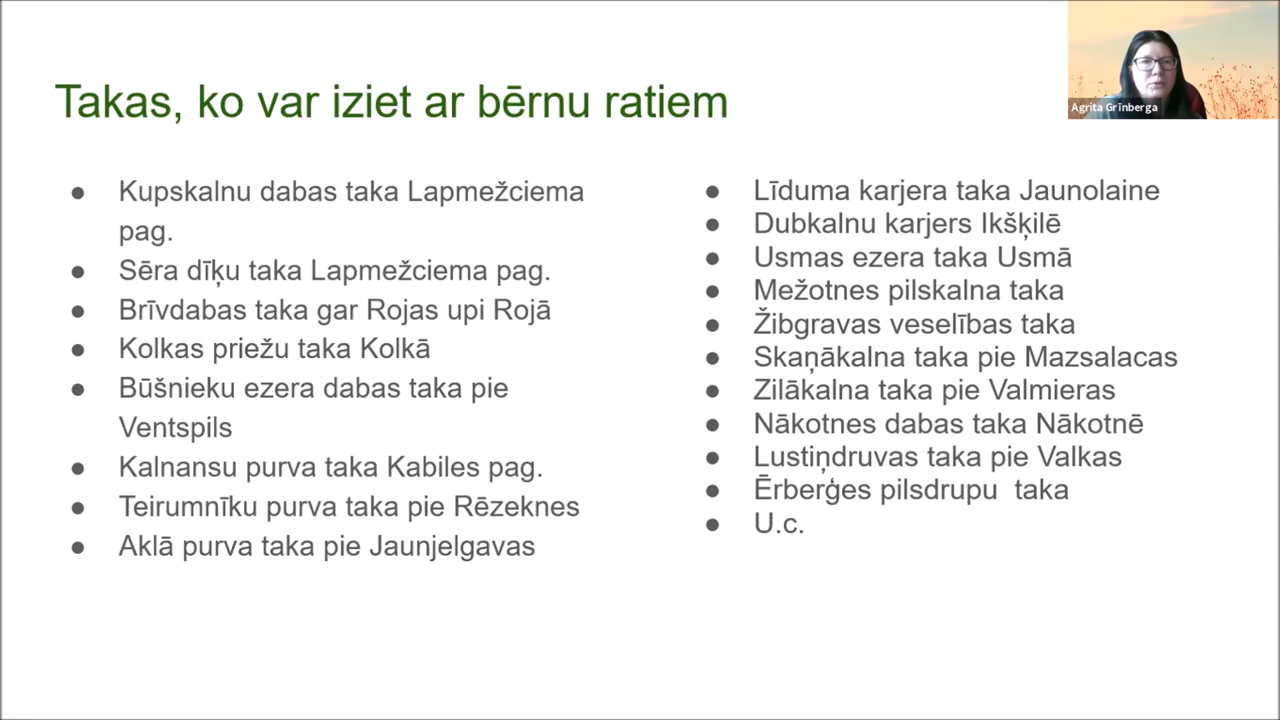 Takas, ko var iziet ar bērnu ratiem
Agrita Grīnberga
● Kupskalnu dabas taka Lapmežciema
pag.
● Sēra dīķu taka Lapmežciema pag.
● Brīvdabas taka gar Rojas upi Rojā
● Kolkas priežu taka Kolkā
● Būšnieku ezera dabas taka pie
Ventspils
● Kalnansu purva taka Kabiles pag.
● Teirumnīku purva taka pie Rēzeknes
● Aklā purva taka pie Jaunjelgavas
● Līduma karjera taka Jaunolaine
● Dubkalnu karjers Ikšķilē
● Usmas ezera taka Usmā
● Mežotnes pilskalna taka
● Žibgravas veselības taka
● Skaņākalna taka pie Mazsalacas
● Zilākalna taka pie Valmieras
● Nākotnes dabas taka Nākotnē
● Lustiņdruvas taka pie Valkas
● Ērberģes pilsdrupu  taka
● U.c.